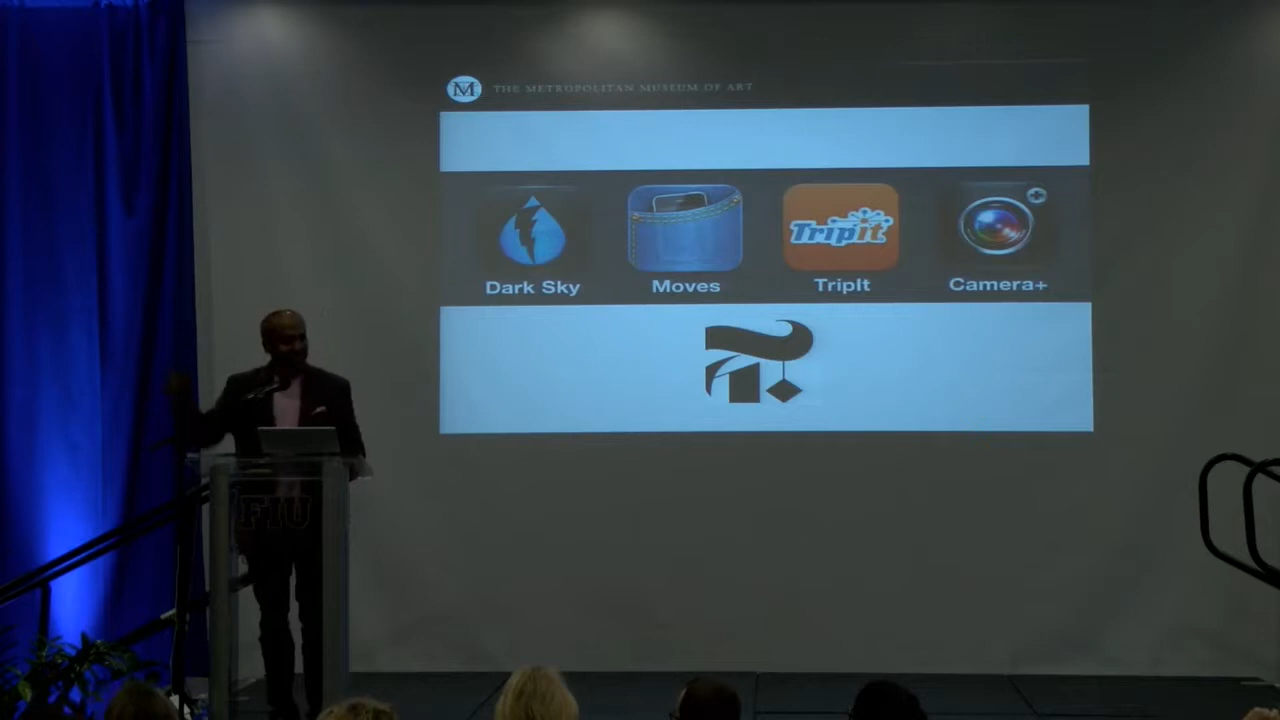 M THE METROPOLITAN MUSEUM OF ART
TripIt
Dark Sky Moves TripIt Camera+
FIU